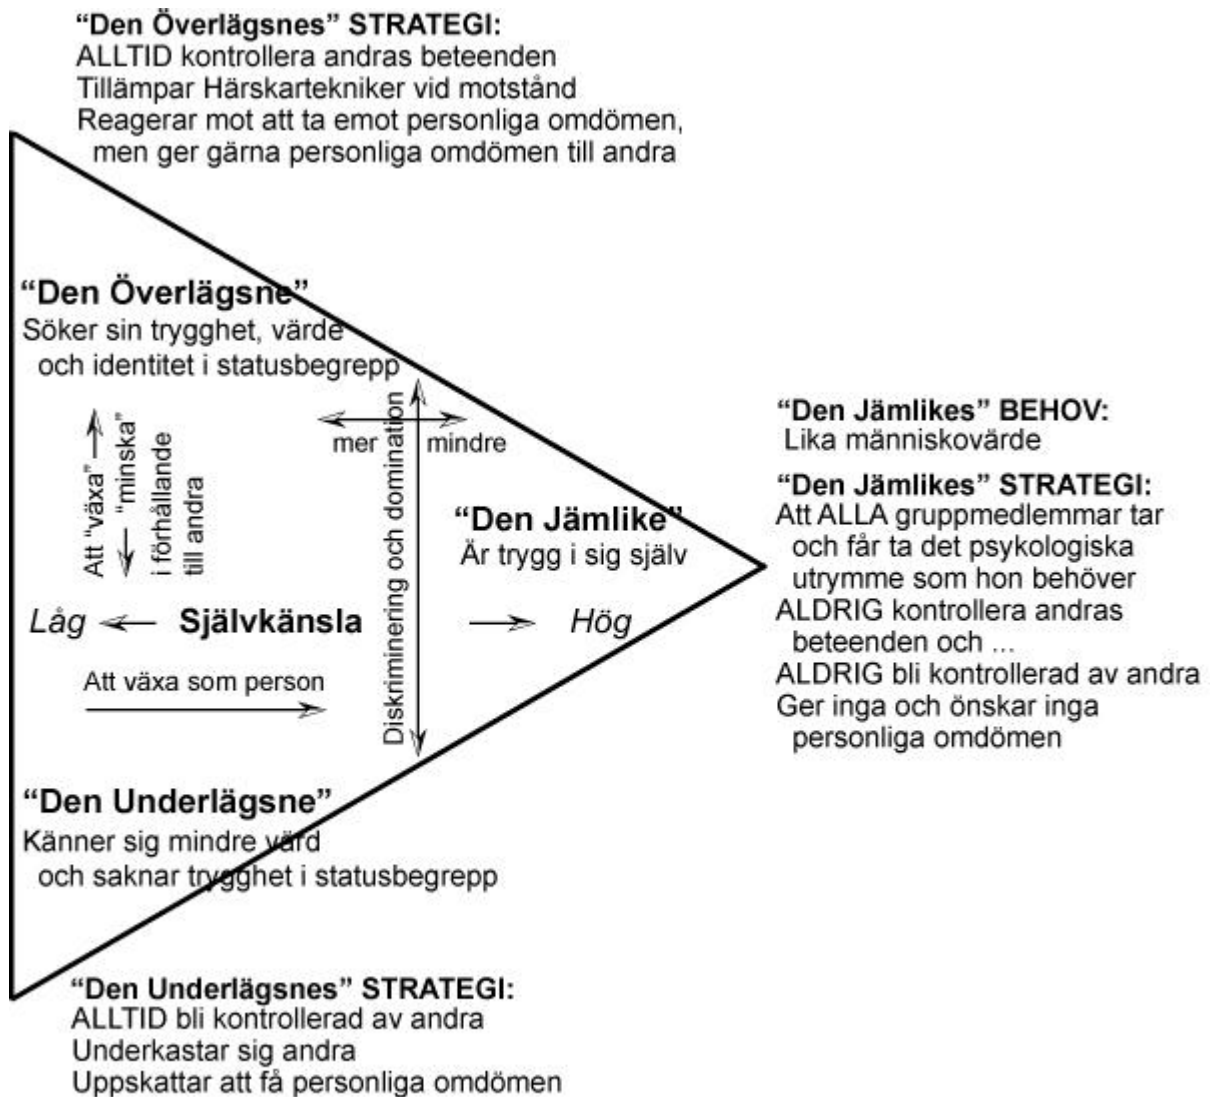 “Den Överlägsnes” STRATEGI:
ALLTID kontrollera andras beteenden
Tillämpar Härskartekniker vid motstånd
Reagerar mot att ta emot personliga omdömen,
men ger gärna personliga omdömen till andra
“Den Överlägsne”
Söker sin trygghet, värde
och identitet i statusbegrepp
Att ”växa”
“minska”
i förhållande
till andra
mer
mindre
Diskriminering och domination
“Den Jämlike”
Är trygg i sig själv
Låg
Självkänsla
Hög
Att växa som person
“Den Jämlikes” BEHOV:
Lika människovärde
“Den Jämlikes” STRATEGI:
Att ALLA gruppmedlemmar tar
och får ta det psykologiska
utrymme som hon behöver
ALDRIG kontrollera andras
beteenden och ...
ALDRIG bli kontrollerad av andra
Ger inga och önskar inga
personliga omdömen
“Den Underlägsne”
Känner sig mindre värd
och saknar trygghet i statusbegrepp
“Den Underlägsnes” STRATEGI:
ALLTID bli kontrollerad av andra
Underkastar sig andra
Uppskattar att få personliga omdömen